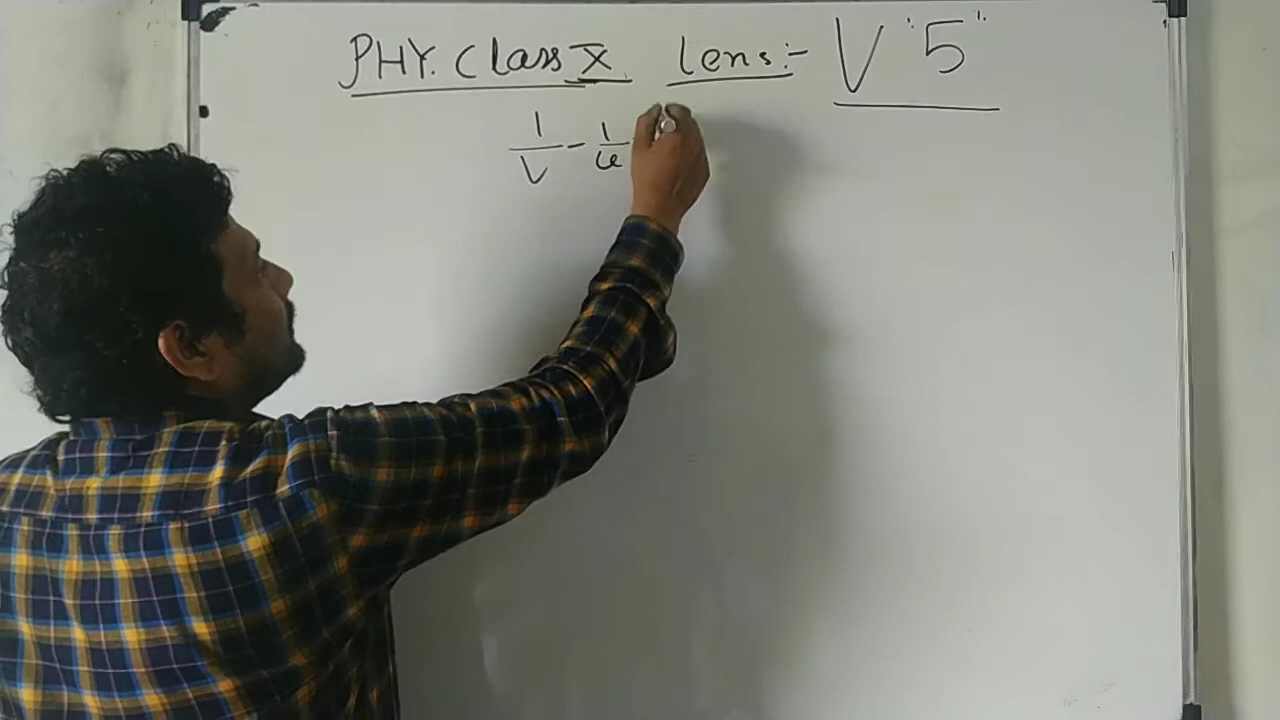 PHY. Class X Lens:- V "5"
1/V - 1/u